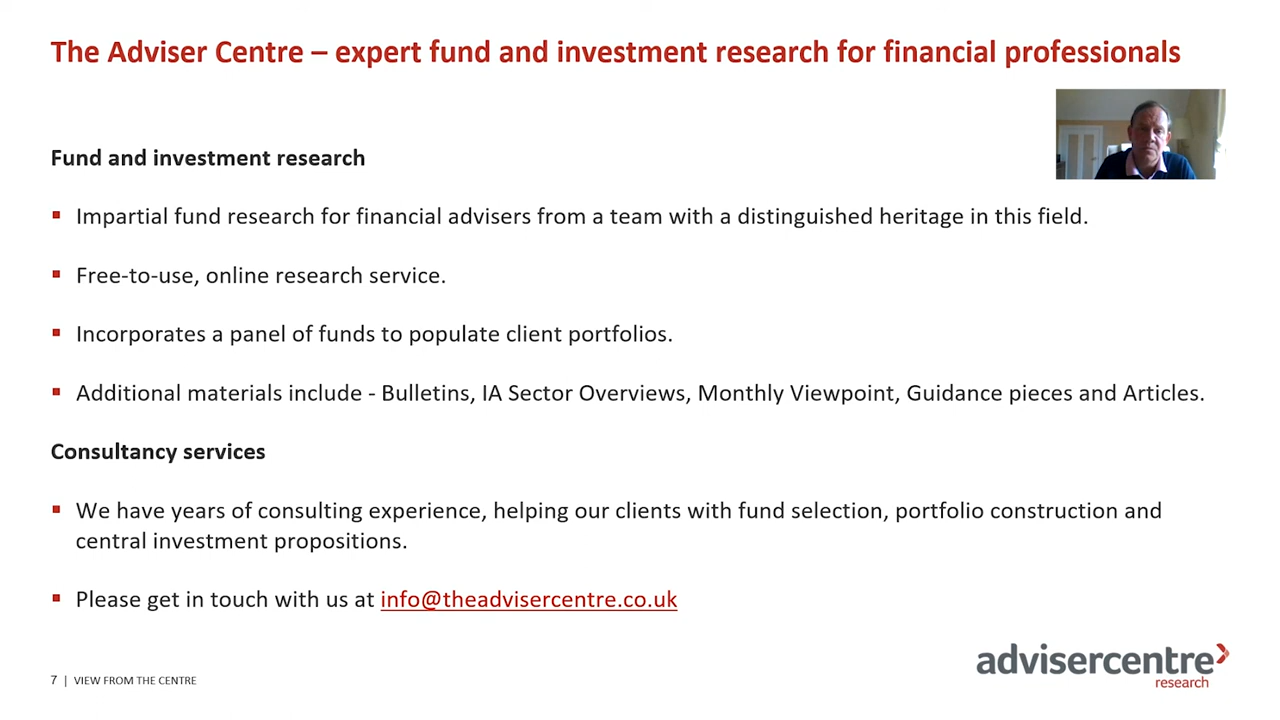 The Adviser Centre – expert fund and investment research for financial professionals
Fund and investment research
Impartial fund research for financial advisers from a team with a distinguished heritage in this field.
Free-to-use, online research service.
Incorporates a panel of funds to populate client portfolios.
Additional materials include - Bulletins, IA Sector Overviews, Monthly Viewpoint, Guidance pieces and Articles.
Consultancy services
We have years of consulting experience, helping our clients with fund selection, portfolio construction and
central investment propositions.
Please get in touch with us at info@theadvisercentre.co.uk
7 | VIEW FROM THE CENTRE
advisercentre
research